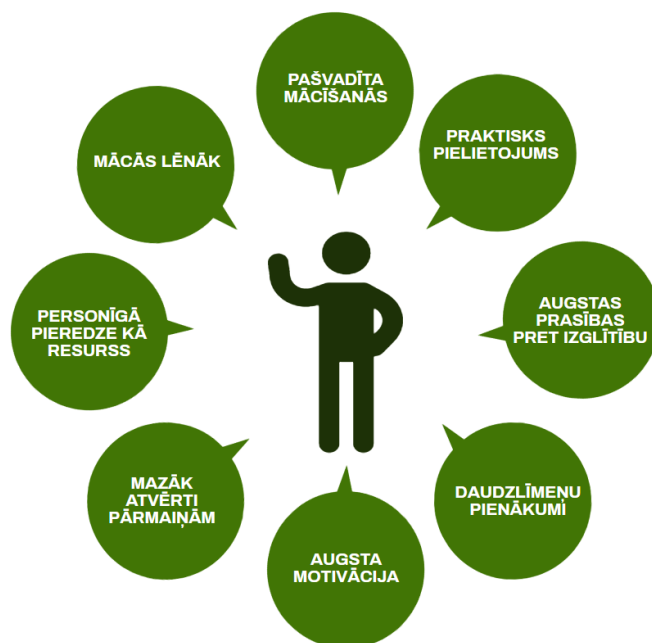 PAŠVADĪTA
MĀCĪŠANĀS
PRAKTISKS
PIELIETOJUMS
AUGSTAS
PRASĪBAS
PRET IZGLĪTĪBU
DAUDZLĪMEŅU
PIENĀKUMI
AUGSTA
MOTIVĀCIJA
MAZĀK
ATVĒRTI
PĀRMAIŅĀM
PERSONĪGĀ
PIEREDZE KĀ
RESURSS
MĀCĀS LĒNĀK